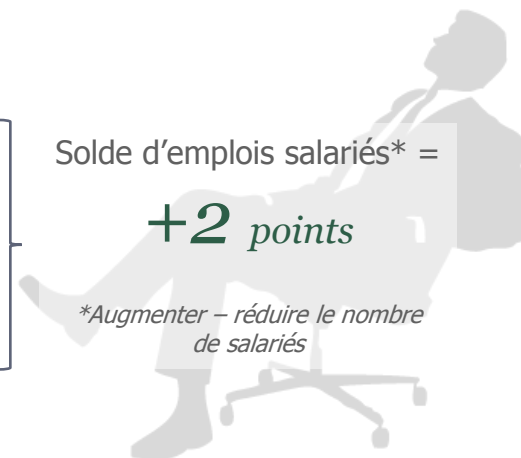 Solde d’emplois salariés* =
+2 points
*Augmenter – réduire le nombre
de salariés